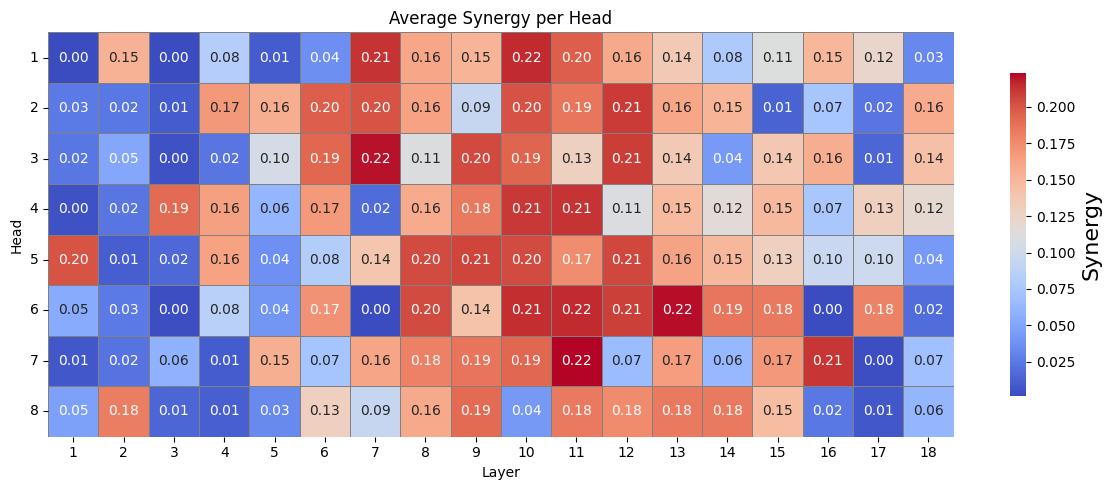 Average Synergy per Head
1 0.00 0.15 0.00 0.08 0.01 0.04 0.21 0.16 0.15 0.22 0.20 0.16 0.14 0.08 0.11 0.15 0.12 0.03
2 0.03 0.02 0.01 0.17 0.16 0.20 0.20 0.16 0.09 0.20 0.19 0.21 0.16 0.15 0.01 0.07 0.02 0.16
3 0.02 0.05 0.00 0.02 0.10 0.19 0.22 0.11 0.20 0.19 0.13 0.21 0.14 0.04 0.14 0.16 0.01 0.14
4 0.00 0.02 0.19 0.16 0.06 0.17 0.02 0.16 0.18 0.21 0.21 0.11 0.15 0.12 0.15 0.07 0.13 0.12
5 0.20 0.01 0.02 0.16 0.04 0.08 0.14 0.20 0.21 0.20 0.17 0.21 0.16 0.15 0.13 0.10 0.10 0.04
6 0.05 0.03 0.00 0.08 0.04 0.17 0.00 0.20 0.14 0.21 0.22 0.21 0.22 0.19 0.18 0.00 0.18 0.02
7 0.01 0.02 0.06 0.01 0.15 0.07 0.16 0.18 0.19 0.19 0.22 0.07 0.17 0.06 0.17 0.21 0.00 0.07
8 0.05 0.18 0.01 0.01 0.03 0.13 0.09 0.16 0.19 0.04 0.18 0.18 0.18 0.18 0.15 0.02 0.01 0.06
1 2 3 4 5 6 7 8 9 10 11 12 13 14 15 16 17 18
Layer
Head
0.200
0.175
0.150
0.125
0.100
0.075
0.050
0.025
Synergy